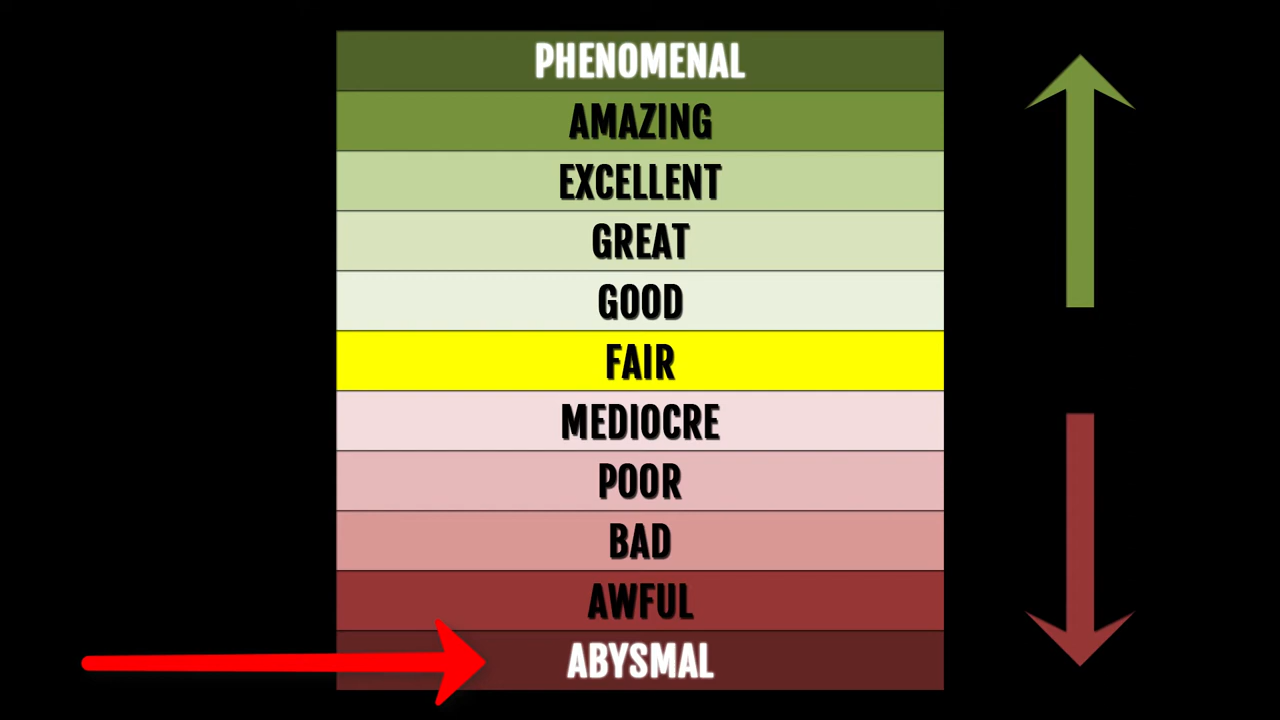 PHENOMENAL
AMAZING
EXCELLENT
GREAT
GOOD
FAIR
MEDIOCRE
POOR
BAD
AWFUL
ABYSMAL